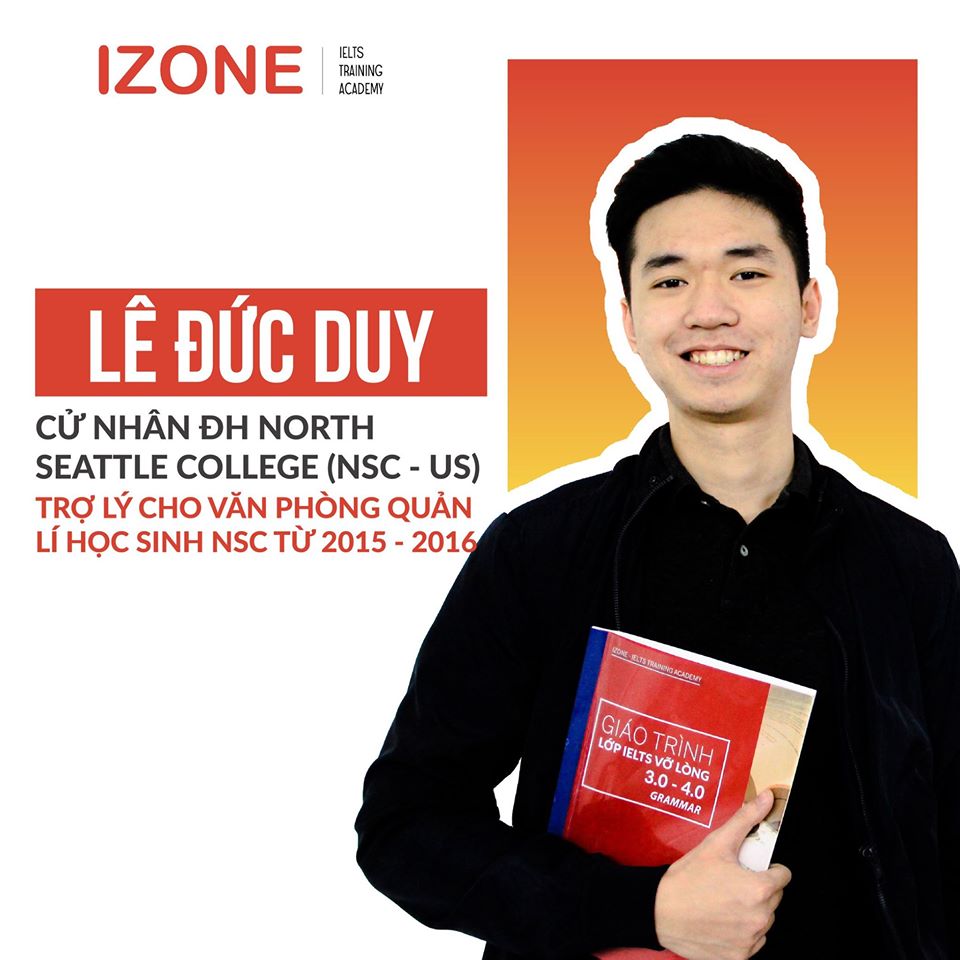 IZONE
IELTS
TRAINING
ACADEMY
LÊ ĐỨC DUY
CỬ NHÂN ĐH NORTH
SEATTLE COLLEGE (NSC - US)
TRỢ LÝ CHO VĂN PHÒNG QUẢN
LÍ HỌC SINH NSC TỪ 2015 - 2016
IZONE - IELTS TRAINING ACADEMY
GIÁO TRÌNH
LỚP IELTS VỠ LÒNG
3.0 - 4.0
GRAMMAR